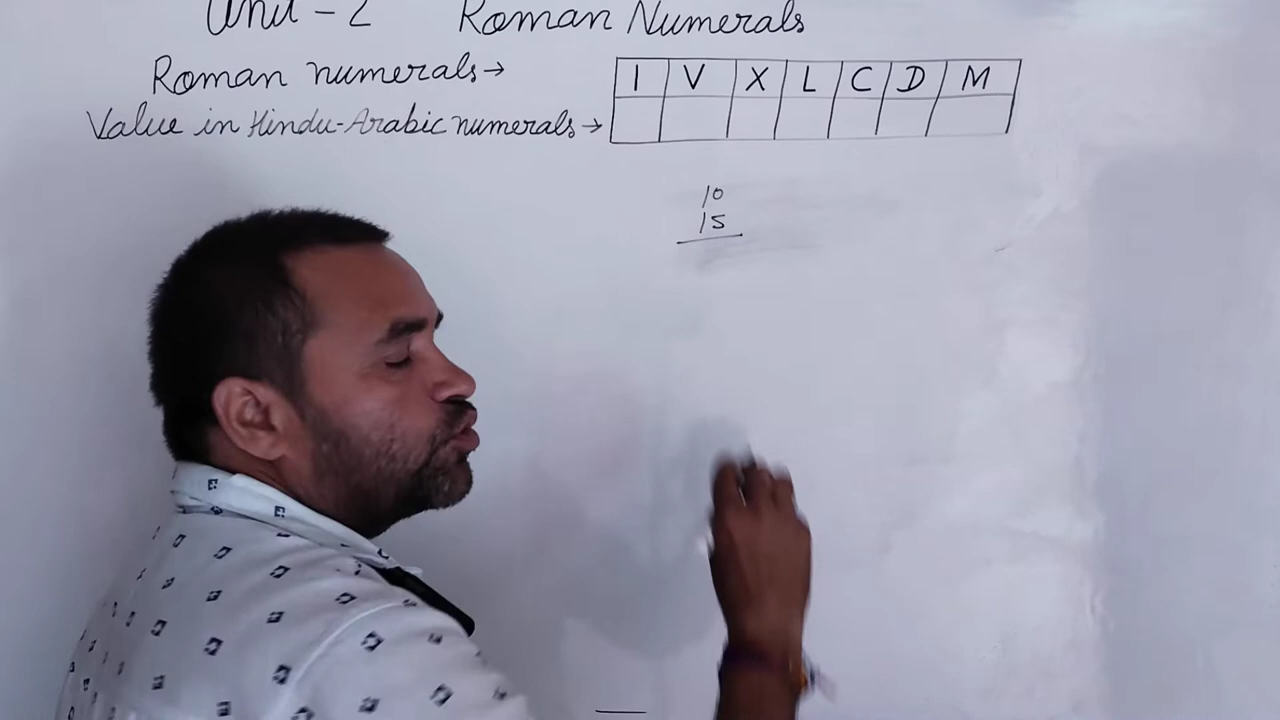 Unit - 2 Roman Numerals
Roman numerals → I V X L C D M
Value in Hindu-Arabic numerals →
10
15